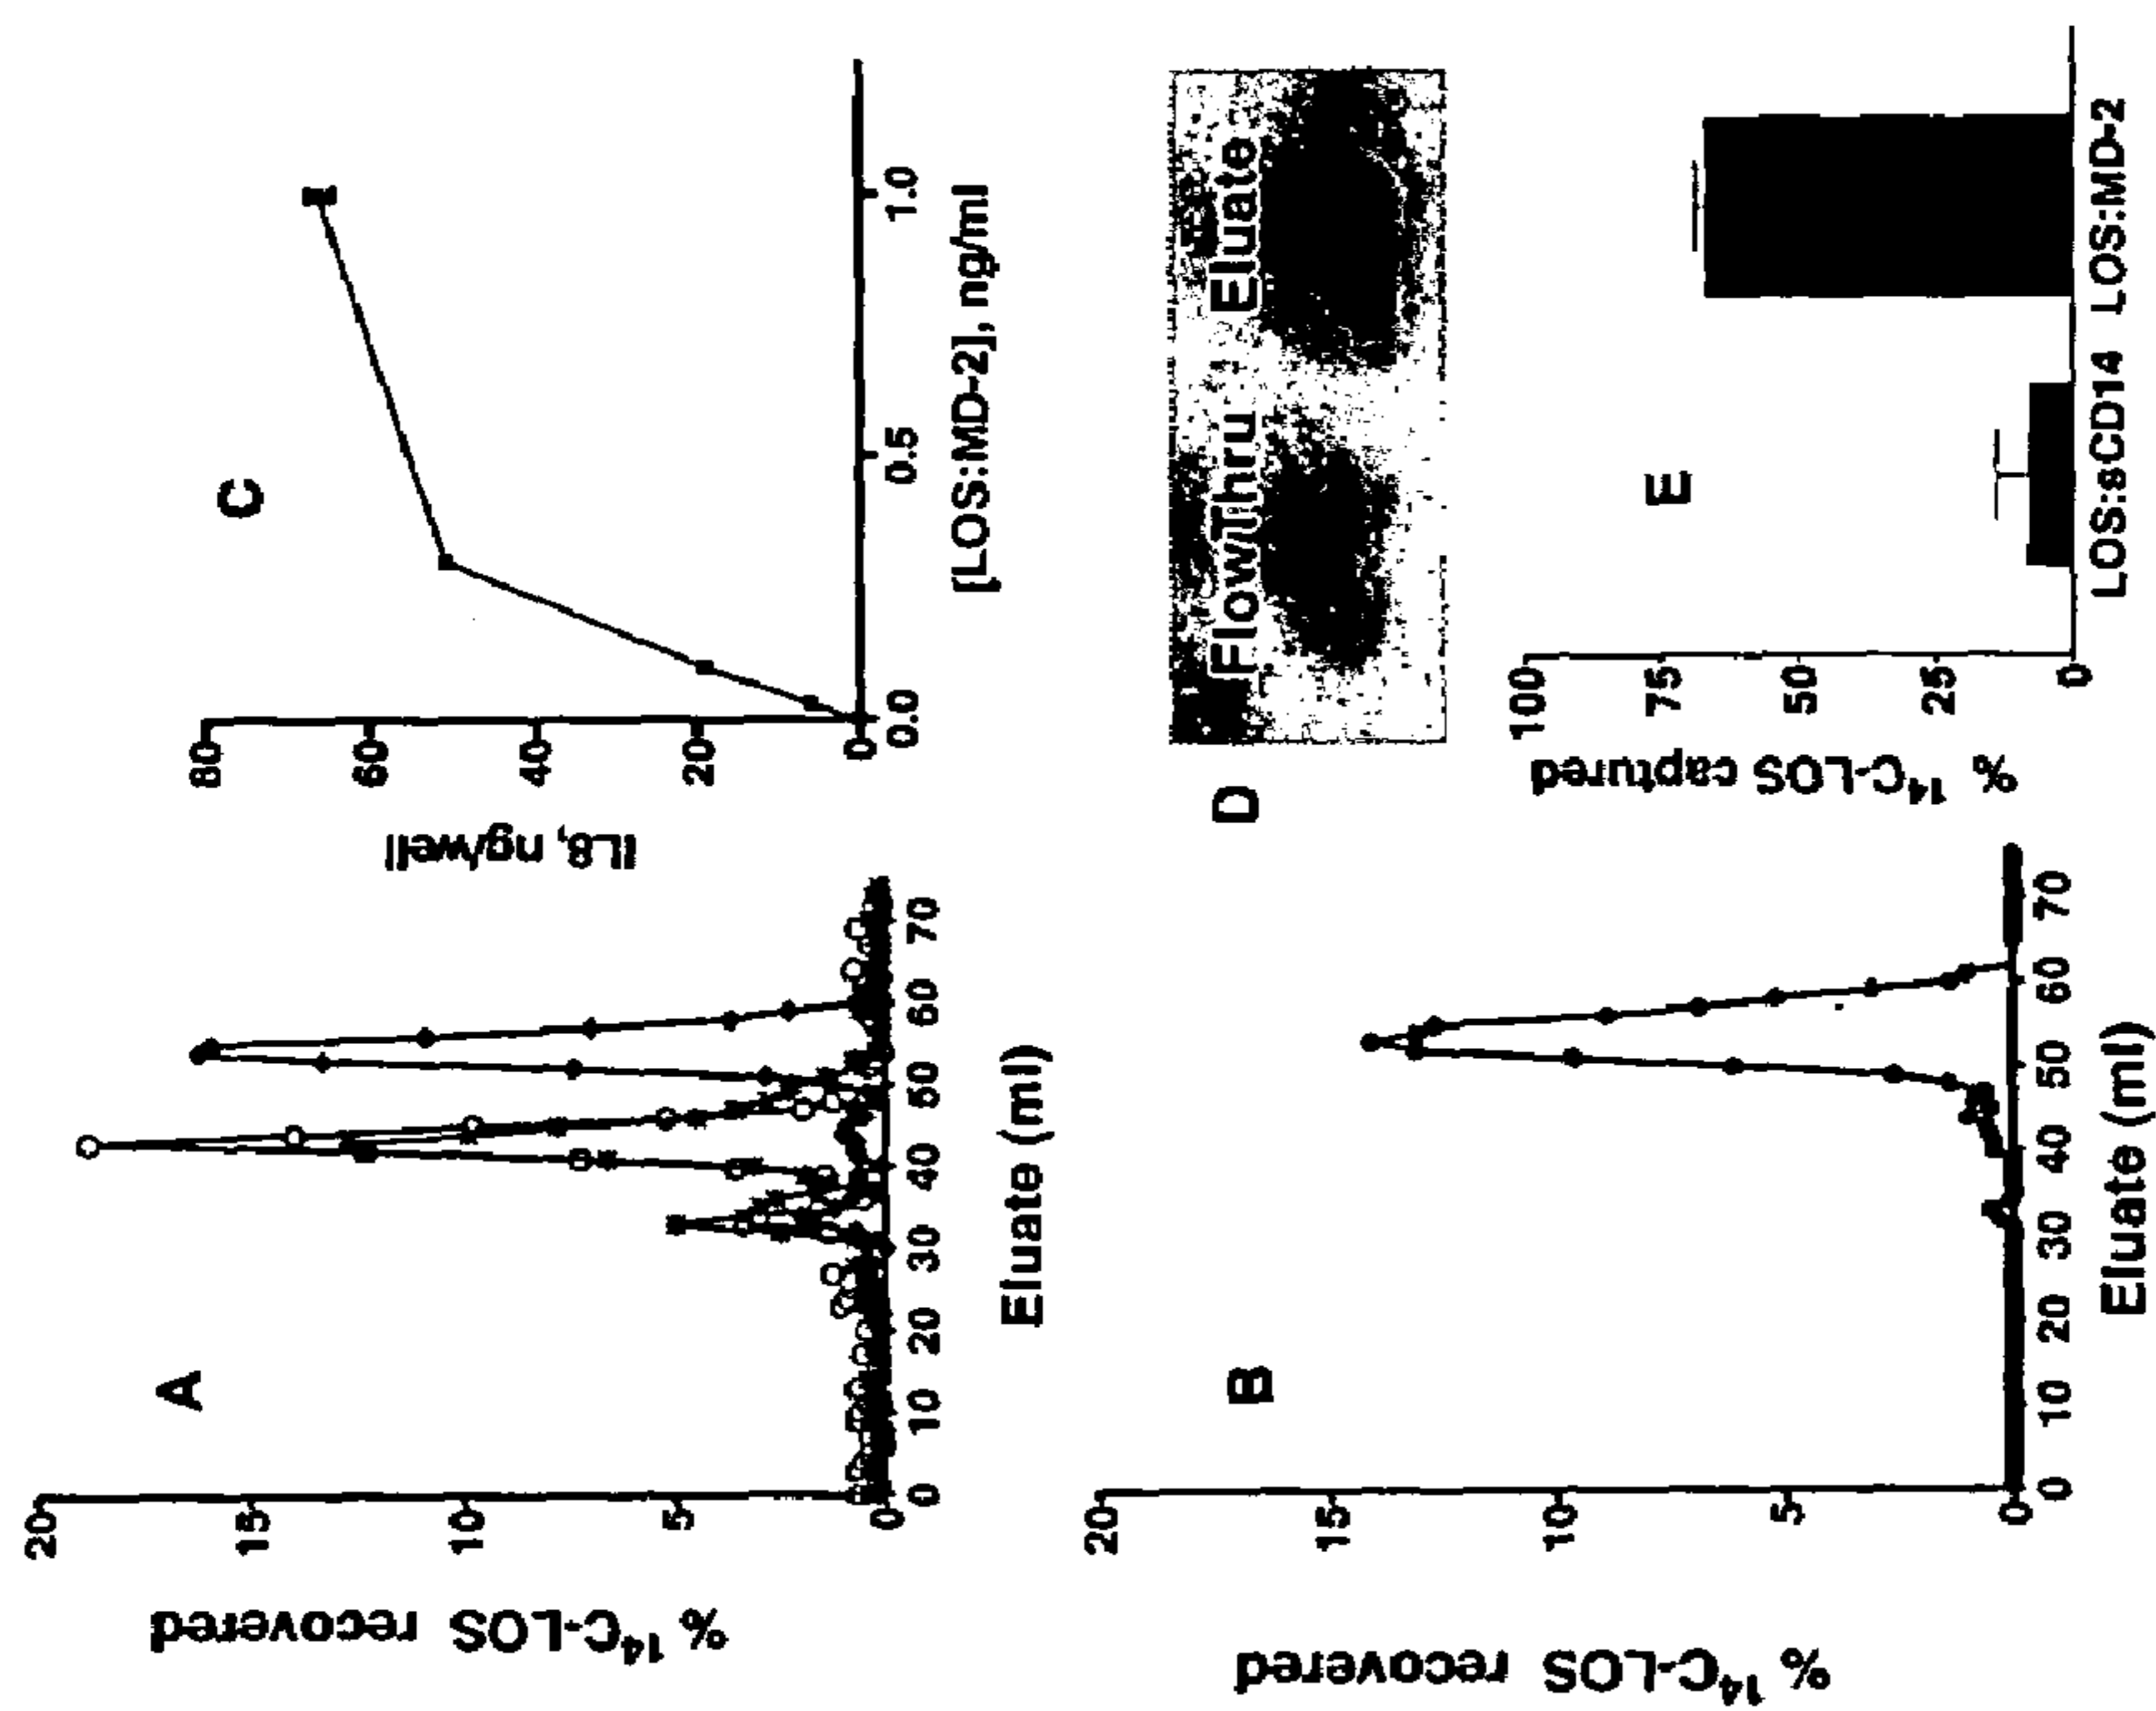 A
% ¹⁴C-LOS recovered
20
15
10
5
0
0 10 20 30 40 50 60 70
Eluate (ml)
B
% ¹⁴C-LOS recovered
20
15
10
5
0
0 10 20 30 40 50 60 70
Eluate (ml)
C
IL8, ng/well
80
60
40
20
0
0.0 0.5 1.0
[LOS:MD-2], ng/ml
D
Flowthru Eluate
E
% ¹⁴C-LOS captured
100
75
50
25
0
LOS:sCD14 LOS:MD-2